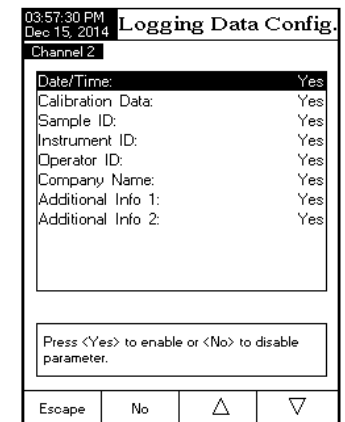 03:57:30 PM
Dec 15, 2014
Logging Data Config.
Channel 2
Date/Time: Yes
Calibration Data: Yes
Sample ID: Yes
Instrument ID: Yes
Operator ID: Yes
Company Name: Yes
Additional Info 1: Yes
Additional Info 2: Yes
Press <Yes> to enable or <No> to disable
parameter.
Escape No △ ▽